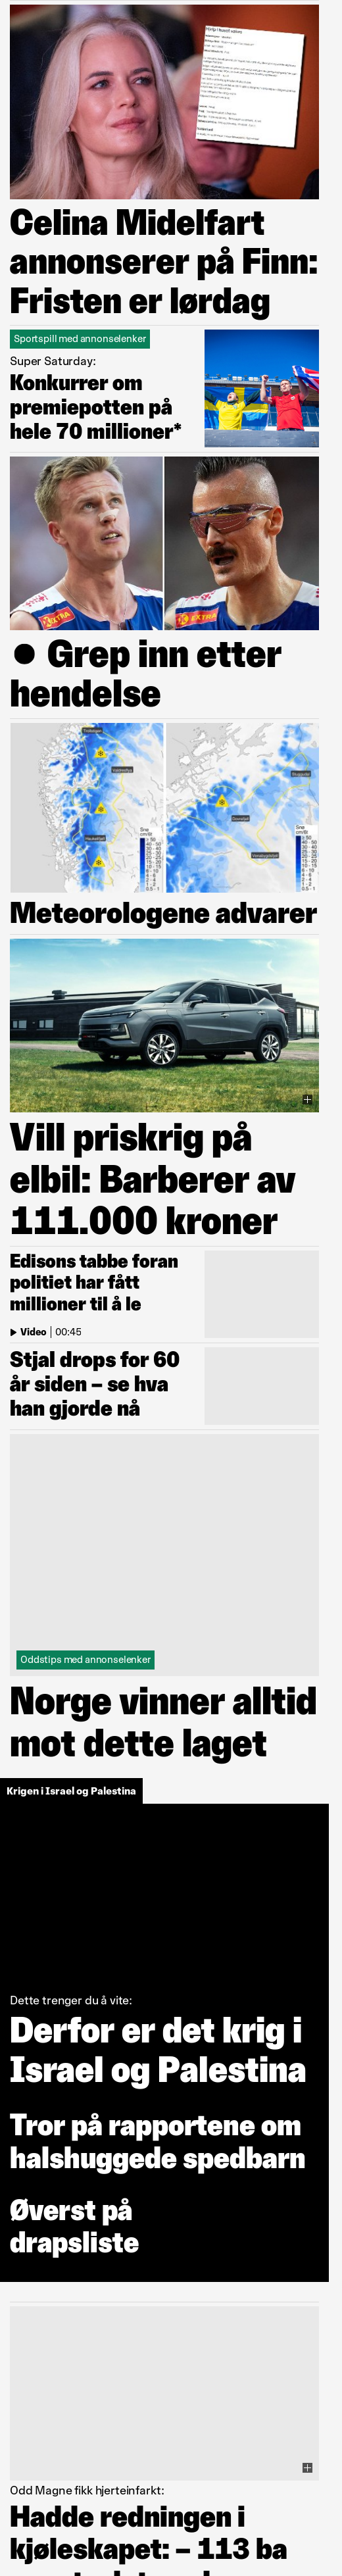 Celina Midelfart
annonserer på Finn:
Fristen er lørdag
Sportspill med annonselenker
Super Saturday:
Konkurrer om
premiepotten på
hele 70 millioner*
EXTRA
EXTRA
● Grep inn etter
hendelse
Meteorologene advarer
Vill priskrig på
elbil: Barberer av
111.000 kroner
Edisons tabbe foran
politiet har fått
millioner til å le
Video | 00:45
Stjal drops for 60
år siden – se hva
han gjorde nå
Oddstips med annonselenker
Norge vinner alltid
mot dette laget
Krigen i Israel og Palestina
Dette trenger du å vite:
Derfor er det krig i
Israel og Palestina
Tror på rapportene om
halshuggede spedbarn
Øverst på
drapsliste
Odd Magne fikk hjerteinfarkt:
Hadde redningen i
kjøleskapet: – 113 ba